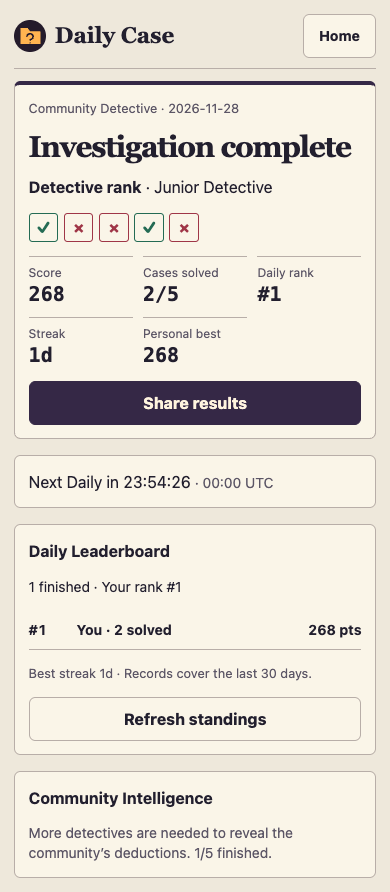 Daily Case
Home
Community Detective · 2026-11-28
Investigation complete
Detective rank · Junior Detective
Score
268
Cases solved
2/5
Daily rank
#1
Streak
1d
Personal best
268
Share results
Next Daily in 23:54:26 · 00:00 UTC
Daily Leaderboard
1 finished · Your rank #1
#1 You · 2 solved 268 pts
Best streak 1d · Records cover the last 30 days.
Refresh standings
Community Intelligence
More detectives are needed to reveal the
community’s deductions. 1/5 finished.